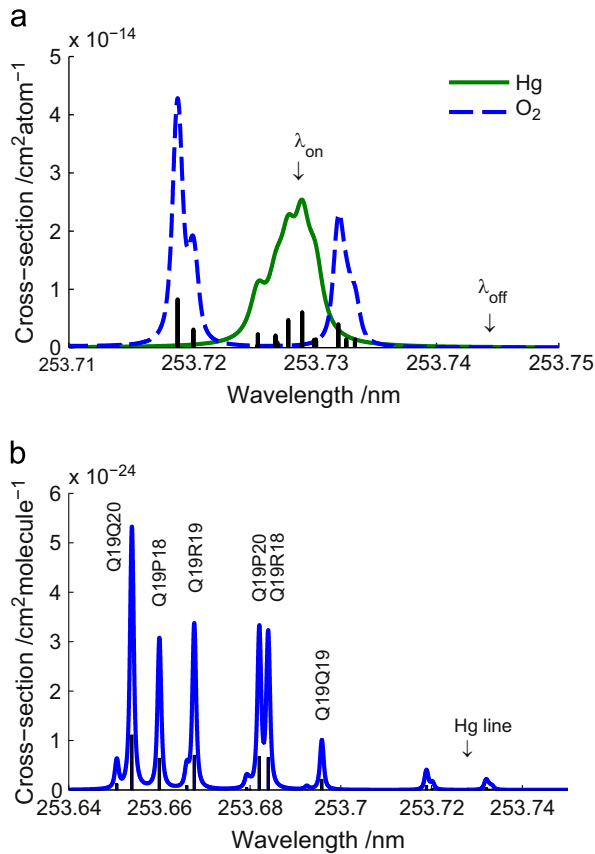 a
x 10−14
5
4
3
2
1
0
253.71 253.72 253.73 253.74 253.75
Cross−section /cm2atom−1
Wavelength /nm
Hg
O2
λon
↓
λoff
↓
b
x 10−24
6
5
4
3
2
1
0
253.64 253.66 253.68 253.7 253.72 253.74
Cross−section /cm2molecule−1
Wavelength /nm
Q19Q20
Q19P18
Q19R19
Q19P20
Q19R18
Q19Q19
Hg line
↓